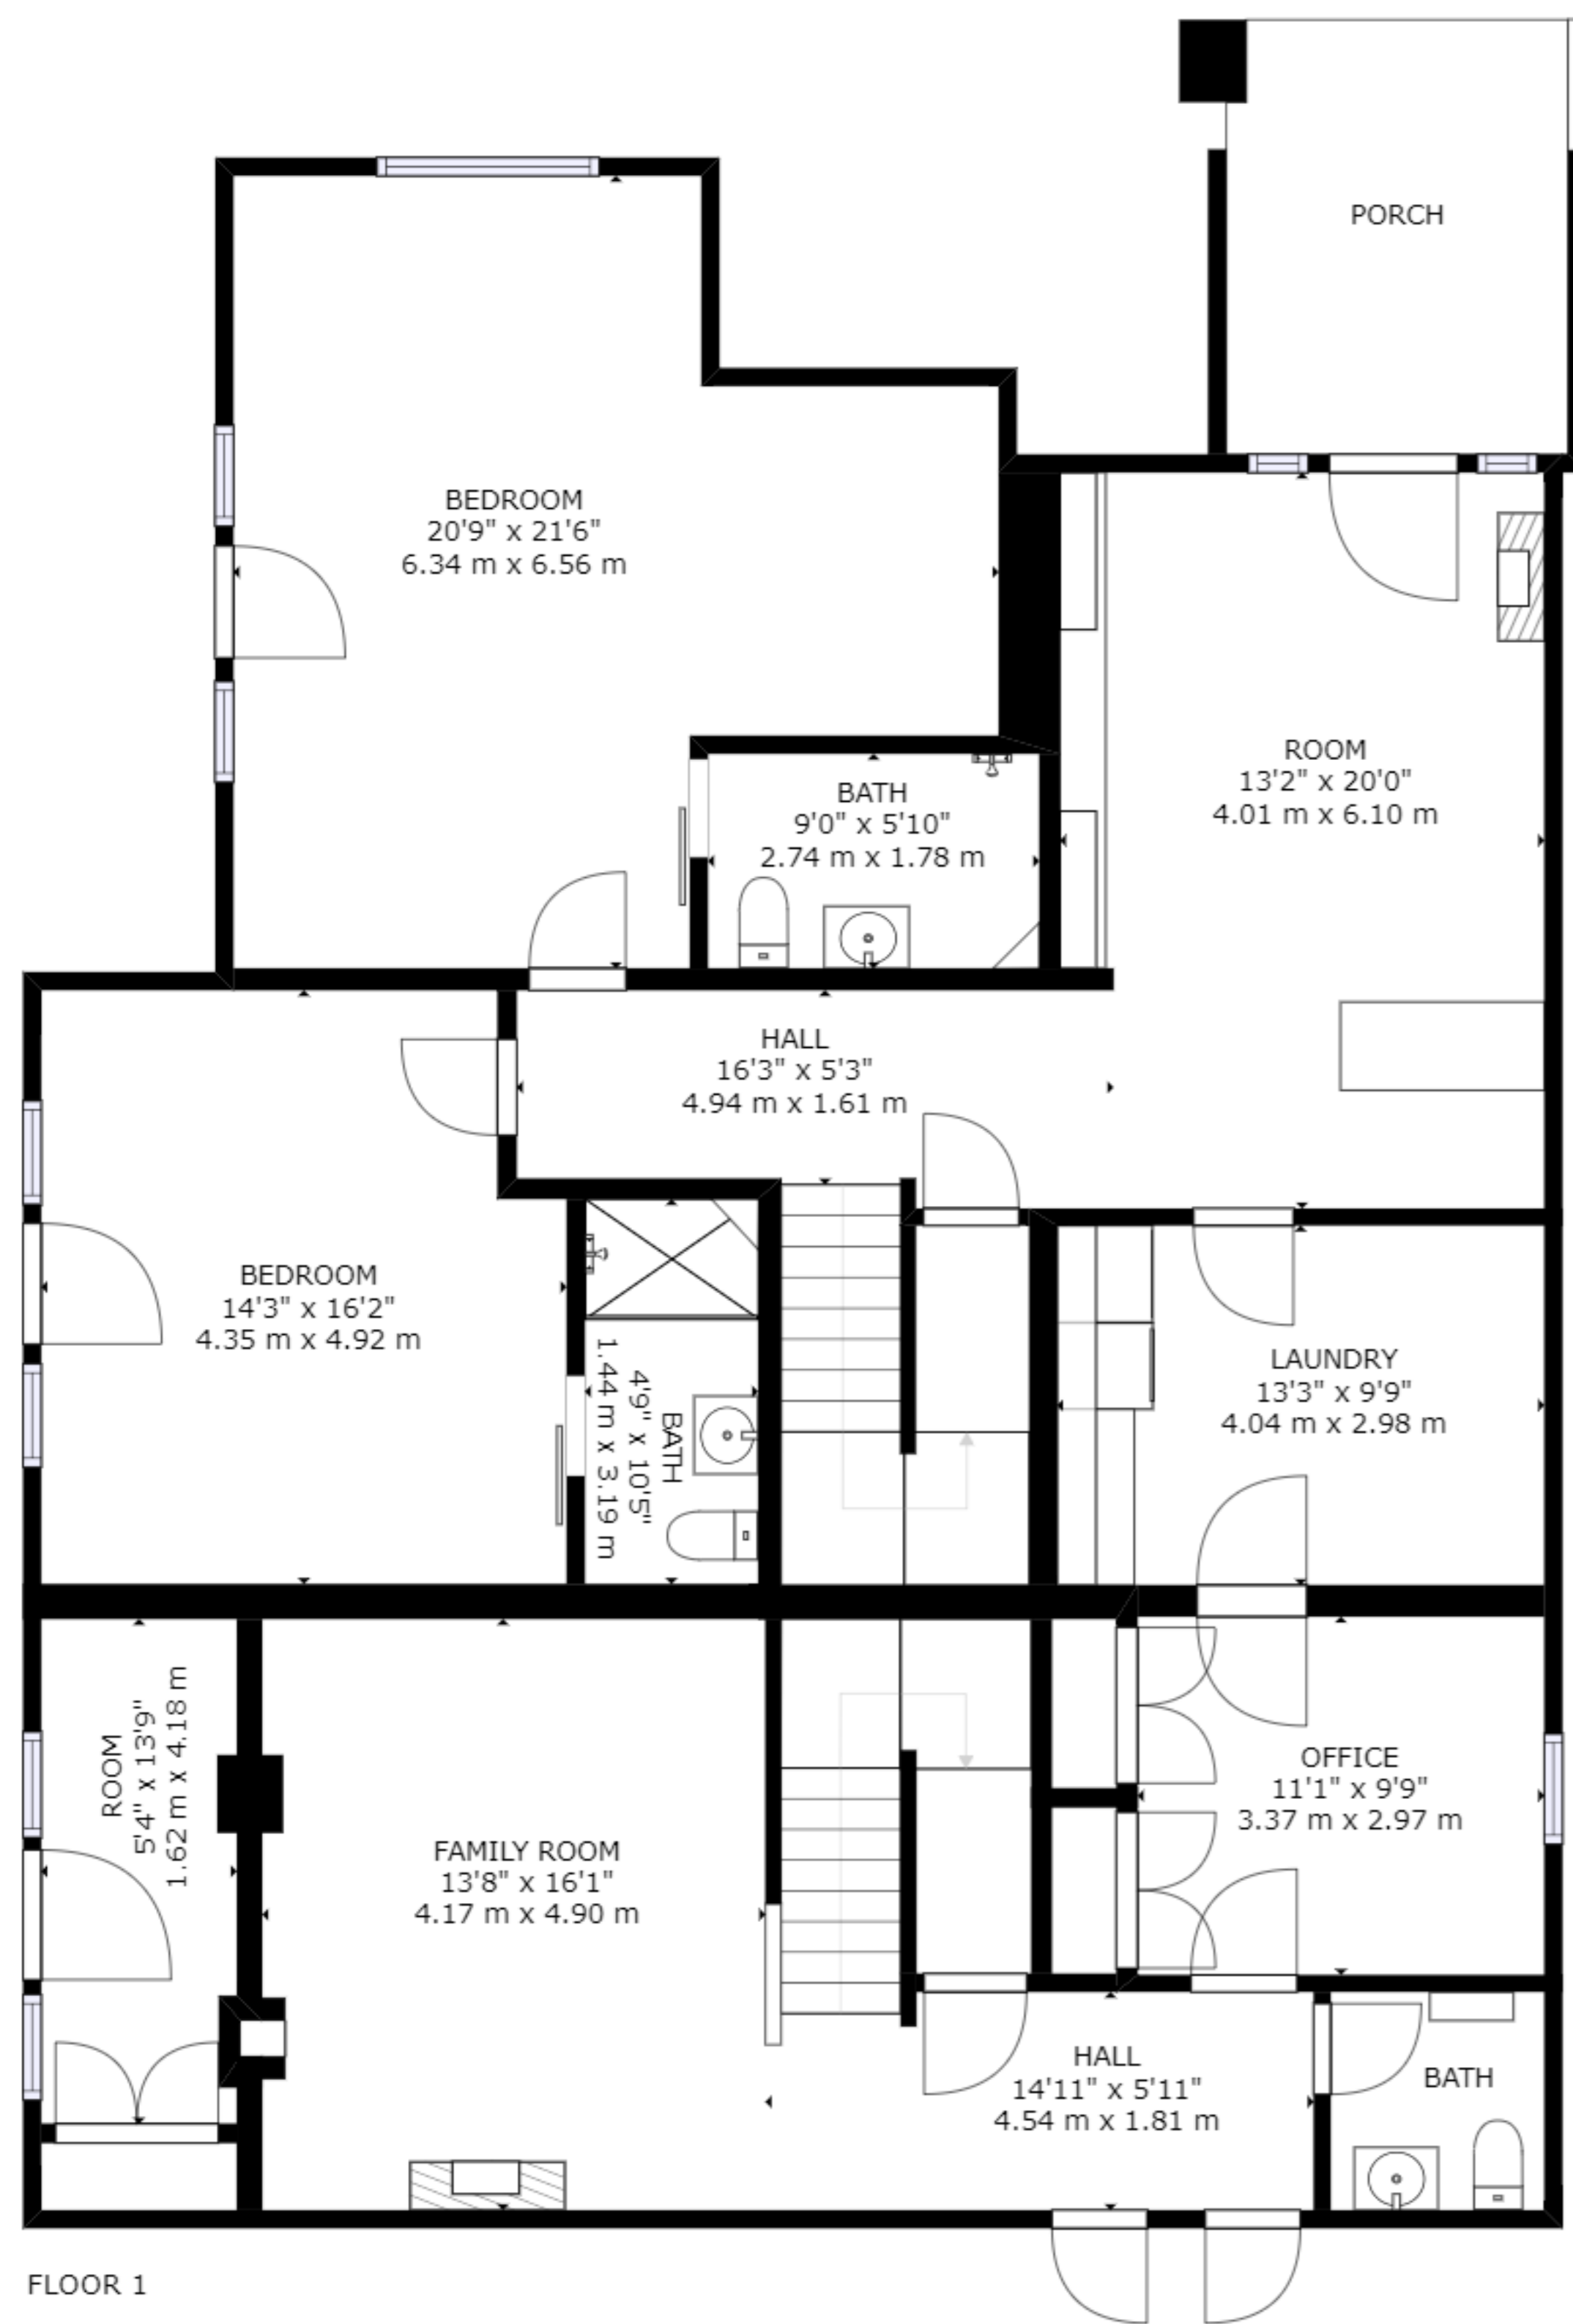 PORCH
BEDROOM
20'9" x 21'6"
6.34 m x 6.56 m
ROOM
13'2" x 20'0"
4.01 m x 6.10 m
BATH
9'0" x 5'10"
2.74 m x 1.78 m
HALL
16'3" x 5'3"
4.94 m x 1.61 m
BEDROOM
14'3" x 16'2"
4.35 m x 4.92 m
BATH
4'9" x 10'5"
1.44 m x 3.19 m
LAUNDRY
13'3" x 9'9"
4.04 m x 2.98 m
ROOM
5'4" x 13'9"
1.62 m x 4.18 m
OFFICE
11'1" x 9'9"
3.37 m x 2.97 m
FAMILY ROOM
13'8" x 16'1"
4.17 m x 4.90 m
HALL
14'11" x 5'11"
4.54 m x 1.81 m
BATH
FLOOR 1